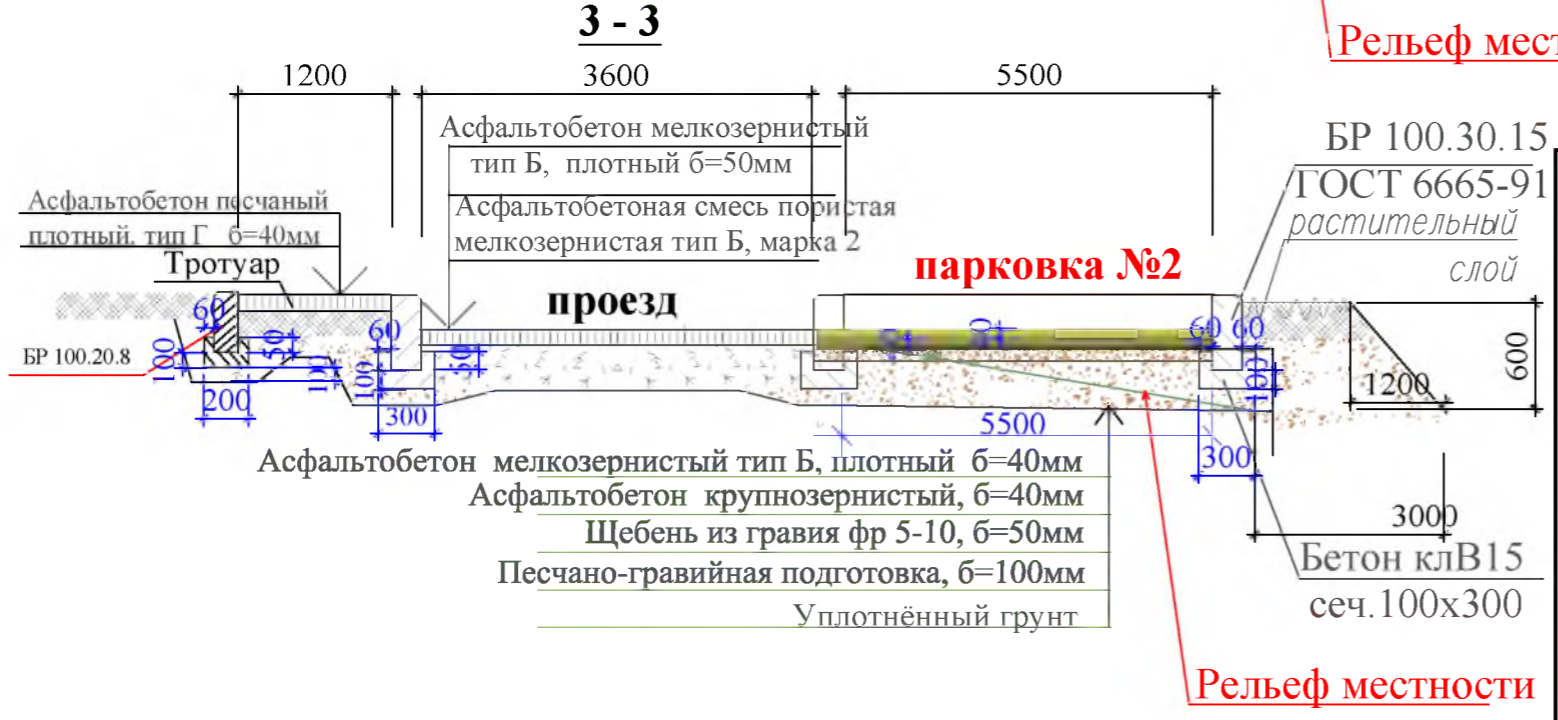 3 - 3
Рельеф мест
1200
3600
5500
Асфальтобетон мелкозернистый
тип Б, плотный б=50мм
Асфальтобетоная смесь пористая
мелкозернистая тип Б, марка 2
БР 100.30.15
ГОСТ 6665-91
растительный
слой
Асфальтобетон песчаный
плотный. тип Г б=40мм
Тротуар
проезд
парковка №2
БР 100.20.8
60
100
50
200
100
60
100
300
50
60
60
100
5500
300
1200
600
3000
Асфальтобетон мелкозернистый тип Б, плотный б=40мм
Асфальтобетон крупнозернистый, б=40мм
Щебень из гравия фр 5-10, б=50мм
Песчано-гравийная подготовка, б=100мм
Уплотнённый грунт
Бетон клВ15
сеч.100х300
Рельеф местности